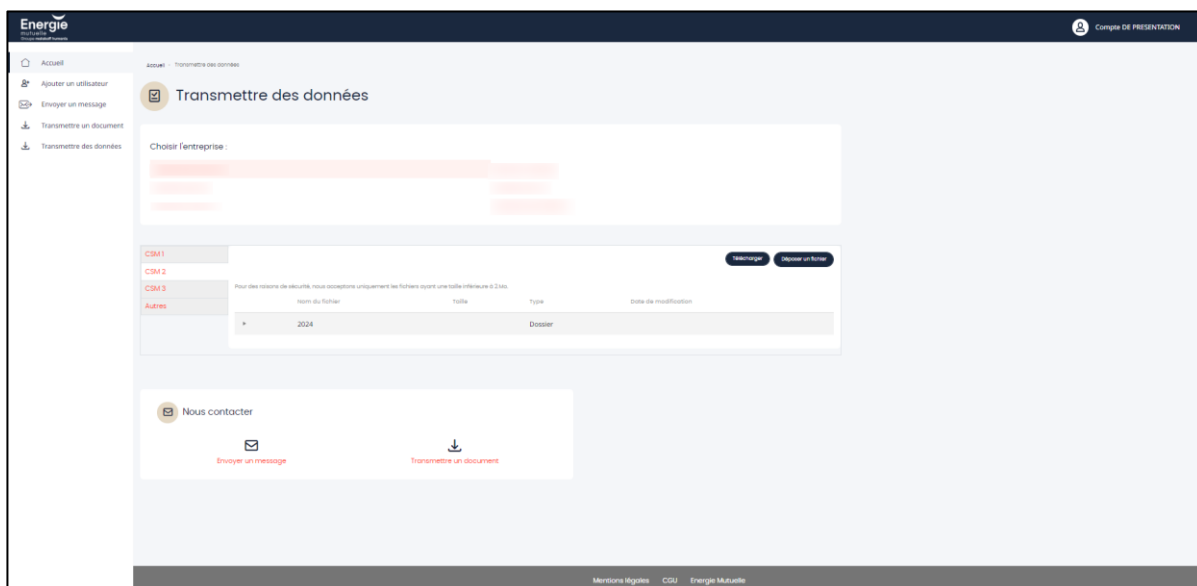 Energie
mutuelle
Groupe malakoff humanis
Compte DE PRESENTATION
Accueil
Ajouter un utilisateur
Envoyer un message
Transmettre un document
Transmettre des données
Accueil > Transmettre des données
Transmettre des données
Choisir l'entreprise :
CSM 1
CSM 2
CSM 3
Autres
Télécharger
Déposer un fichier
Pour des raisons de sécurité, nous acceptons uniquement les fichiers ayant une taille inférieure à 2 Mo.
Nom du fichier Taille Type Date de modification
2024 Dossier
Nous contacter
Envoyer un message
Transmettre un document
Mentions légales CGU Energie Mutuelle